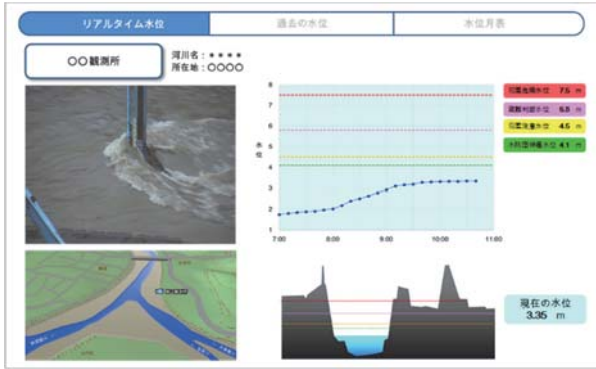 リアルタイム水位
過去の水位
水位月表
〇〇観測所
河川名：＊＊＊＊
所在地：〇〇〇〇
水位
8
7
6
5
4
3
2
1
7:00
8:00
9:00
10:00
11:00
氾濫危険水位 7.5 m
避難判断水位 5.8 m
氾濫注意水位 4.5 m
水防団待機水位 4.1 m
現在の水位
3.35 m